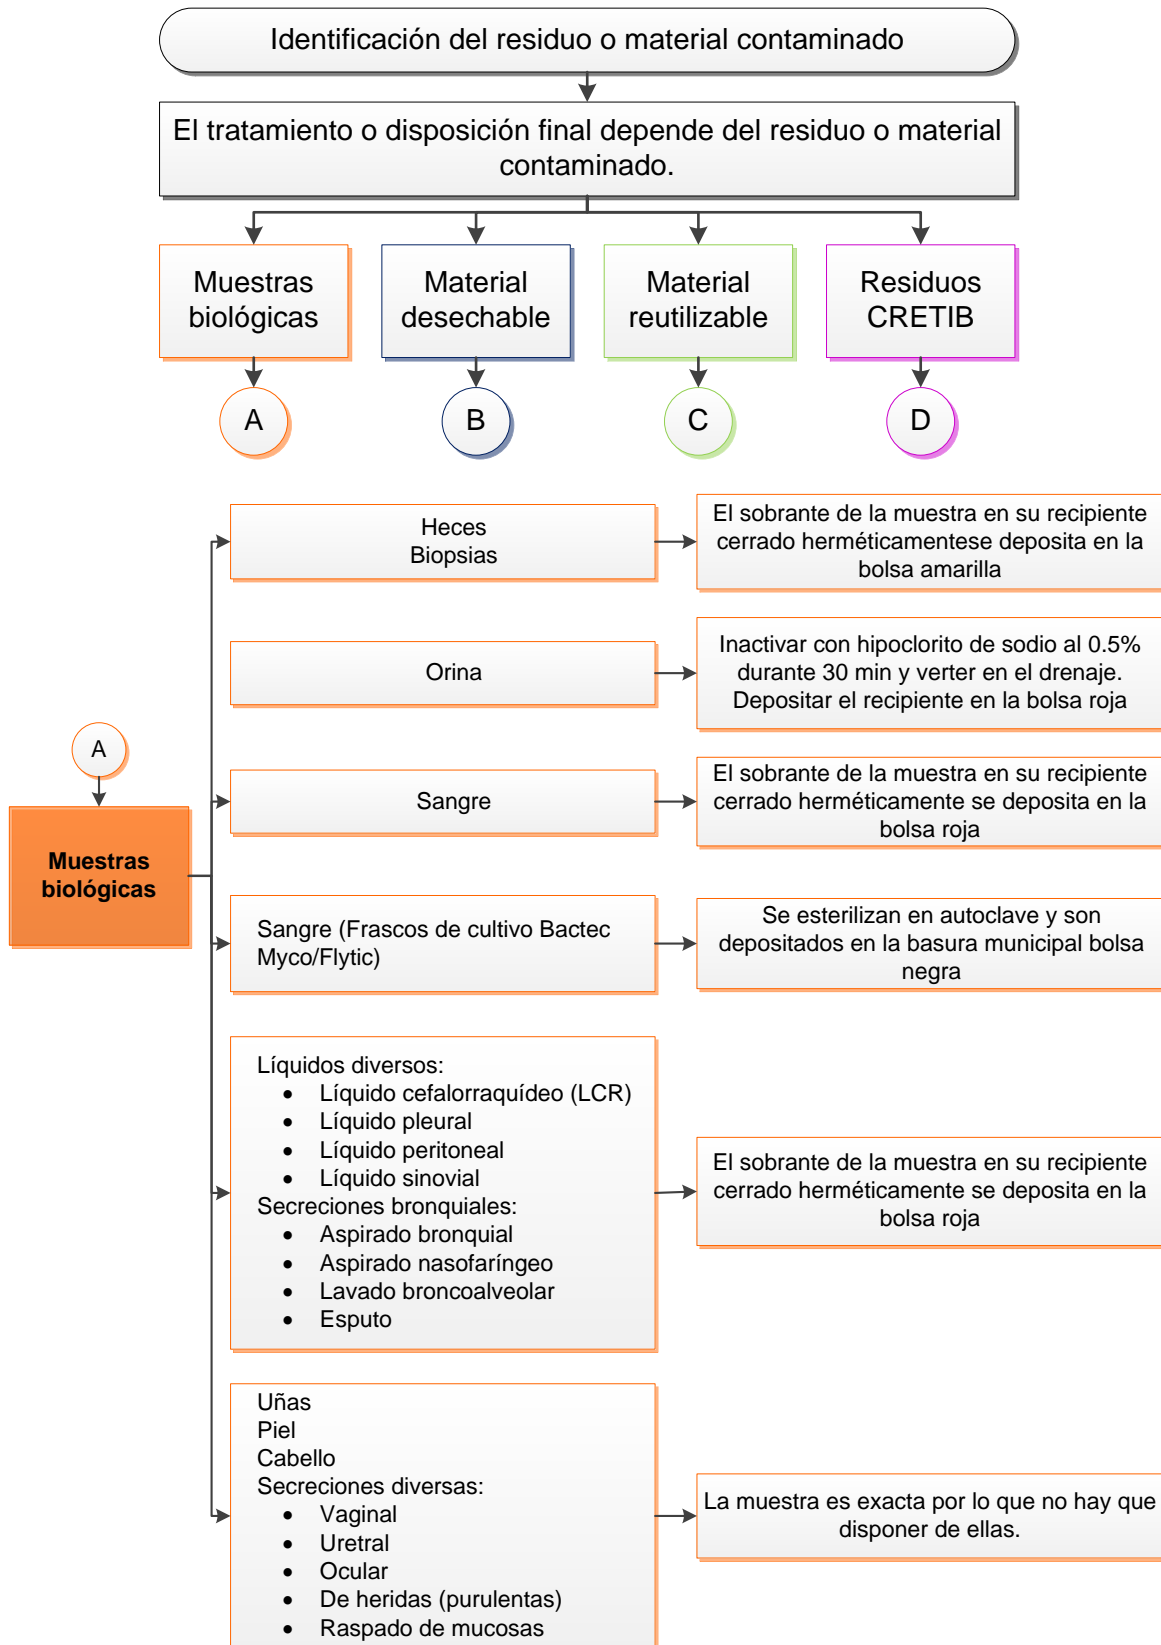 Identificación del residuo o material contaminado
El tratamiento o disposición final depende del residuo o material
contaminado.
Muestras
biológicas
Material
desechable
Material
reutilizable
Residuos
CRETIB
A
B
C
D
A
Muestras
biológicas
Heces
Biopsias
El sobrante de la muestra en su recipiente
cerrado herméticamentese deposita en la
bolsa amarilla
Orina
Inactivar con hipoclorito de sodio al 0.5%
durante 30 min y verter en el drenaje.
Depositar el recipiente en la bolsa roja
Sangre
El sobrante de la muestra en su recipiente
cerrado herméticamente se deposita en la
bolsa roja
Sangre (Frascos de cultivo Bactec
Myco/Flytic)
Se esterilizan en autoclave y son
depositados en la basura municipal bolsa
negra
Líquidos diversos:
• Líquido cefalorraquídeo (LCR)
• Líquido pleural
• Líquido peritoneal
• Líquido sinovial
Secreciones bronquiales:
• Aspirado bronquial
• Aspirado nasofaríngeo
• Lavado broncoalveolar
• Esputo
El sobrante de la muestra en su recipiente
cerrado herméticamente se deposita en la
bolsa roja
Uñas
Piel
Cabello
Secreciones diversas:
• Vaginal
• Uretral
• Ocular
• De heridas (purulentas)
• Raspado de mucosas
La muestra es exacta por lo que no hay que
disponer de ellas.